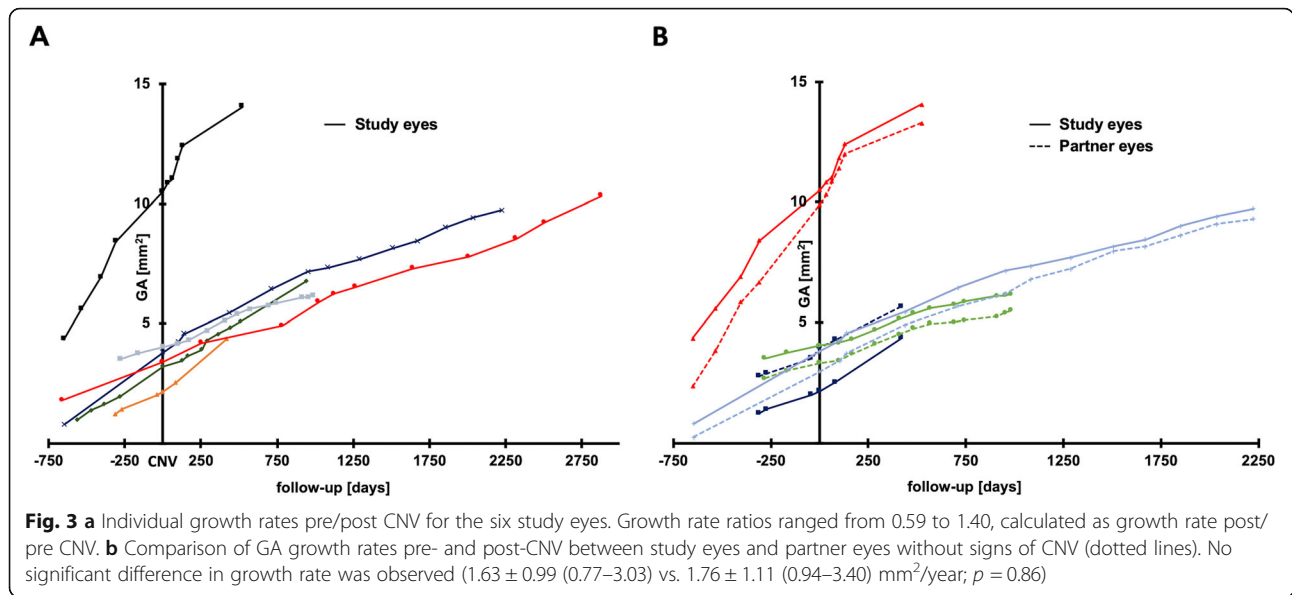 A
B
15
10
5
GA [mm²]
Study eyes
-750
-250
CNV
250
750
1250
1750
2250
2750
follow-up [days]
15
10
5
GA [mm²]
Study eyes
Partner eyes
-750
-250
250
750
1250
1750
2250
follow-up [days]
Fig. 3 a Individual growth rates pre/post CNV for the six study eyes. Growth rate ratios ranged from 0.59 to 1.40, calculated as growth rate post/
pre CNV. b Comparison of GA growth rates pre- and post-CNV between study eyes and partner eyes without signs of CNV (dotted lines). No
significant difference in growth rate was observed (1.63 ± 0.99 (0.77–3.03) vs. 1.76 ± 1.11 (0.94–3.40) mm²/year; p = 0.86)